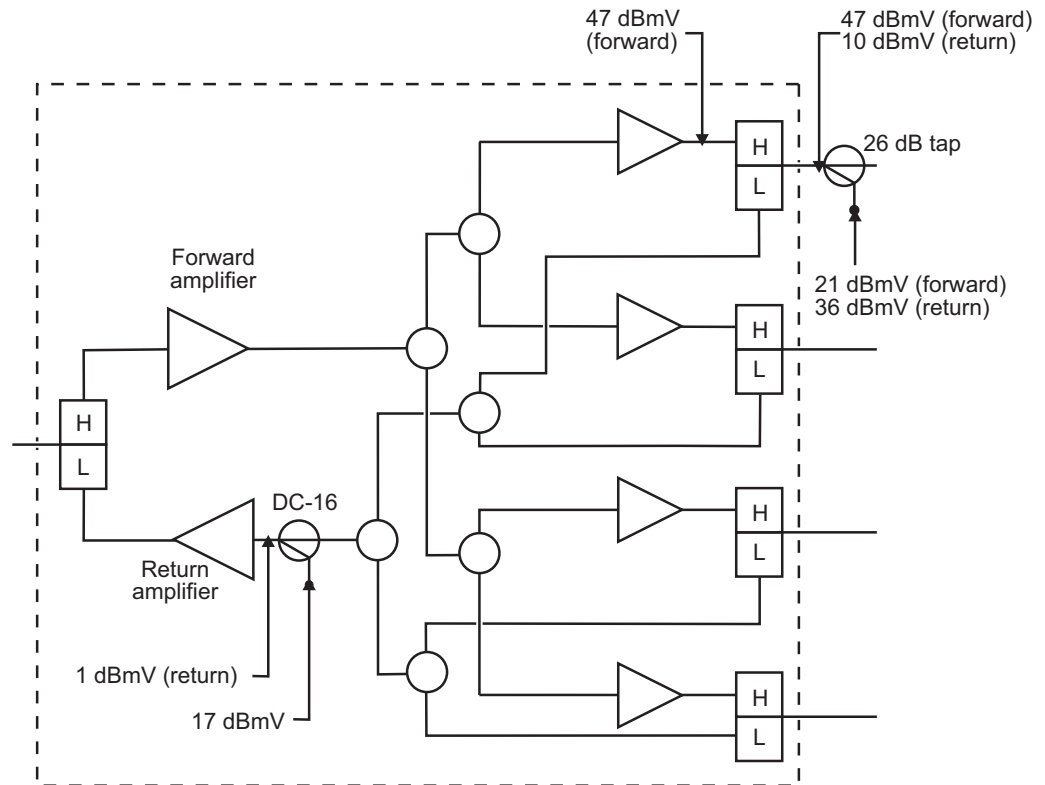 47 dBmV
(forward)
47 dBmV (forward)
10 dBmV (return)
H
L
26 dB tap
21 dBmV (forward)
36 dBmV (return)
Forward
amplifier
H
L
H
L
DC-16
Return
amplifier
H
L
1 dBmV (return)
17 dBmV
H
L